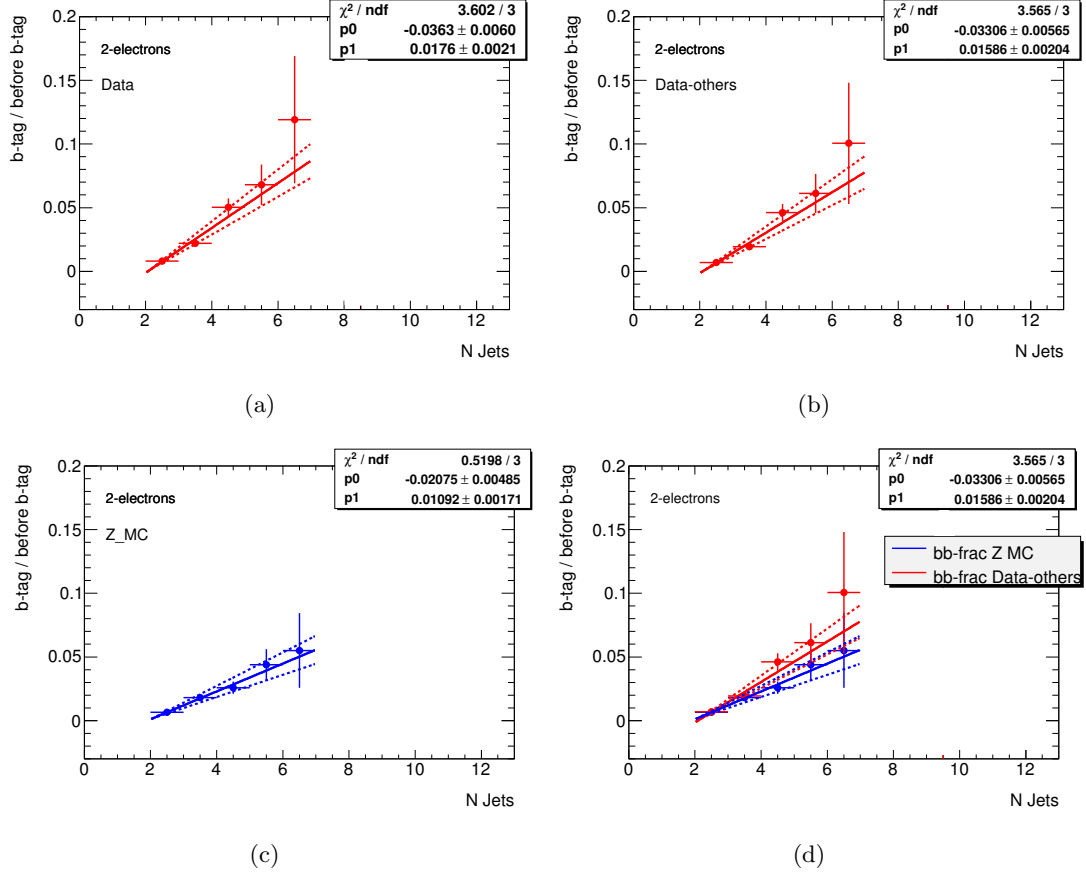 χ² / ndf 3.602 / 3
p0 -0.0363 ± 0.0060
p1 0.0176 ± 0.0021
2-electrons
Data
b-tag / before b-tag
0.2
0.15
0.1
0.05
0
0 2 4 6 8 10 12
N Jets
(a)
χ² / ndf 3.565 / 3
p0 -0.03306 ± 0.00565
p1 0.01586 ± 0.00204
2-electrons
Data-others
b-tag / before b-tag
0.2
0.15
0.1
0.05
0
0 2 4 6 8 10 12
N Jets
(b)
χ² / ndf 0.5198 / 3
p0 -0.02075 ± 0.00485
p1 0.01092 ± 0.00171
2-electrons
Z_MC
b-tag / before b-tag
0.2
0.15
0.1
0.05
0
0 2 4 6 8 10 12
N Jets
(c)
χ² / ndf 3.565 / 3
p0 -0.03306 ± 0.00565
p1 0.01586 ± 0.00204
2-electrons
bb-frac Z MC
bb-frac Data-others
b-tag / before b-tag
0.2
0.15
0.1
0.05
0
0 2 4 6 8 10 12
N Jets
(d)